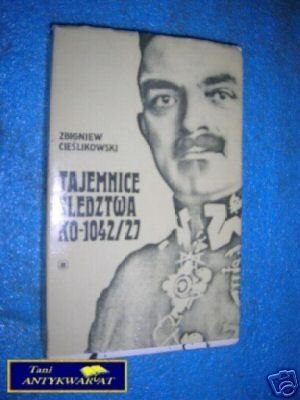 ZBIGNIEW
CIEŚLIKOWSKI
TAJEMNICE
ŚLEDZTWA
KO-1042/27
Tani
ANTYKWARIAT